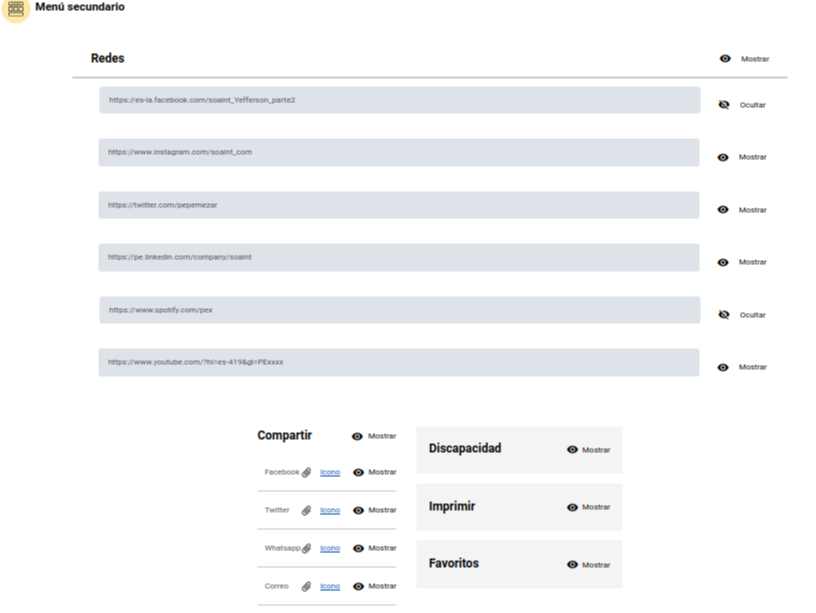 Menú secundario
Redes Mostrar
https://es-la.facebook.com/soaint_Yefferson_parte2 Ocultar
https://www.instagram.com/soaint_com Mostrar
https://twitter.com/pepemezar Mostrar
https://pe.linkedin.com/company/soaint Mostrar
https://www.spotify.com/pex Ocultar
https://www.youtube.com/?hl=es-419&gl=PExxxx Mostrar
Compartir Mostrar
Facebook Icono Mostrar
Twitter Icono Mostrar
Whatsapp Icono Mostrar
Correo Icono Mostrar
Discapacidad Mostrar
Imprimir Mostrar
Favoritos Mostrar